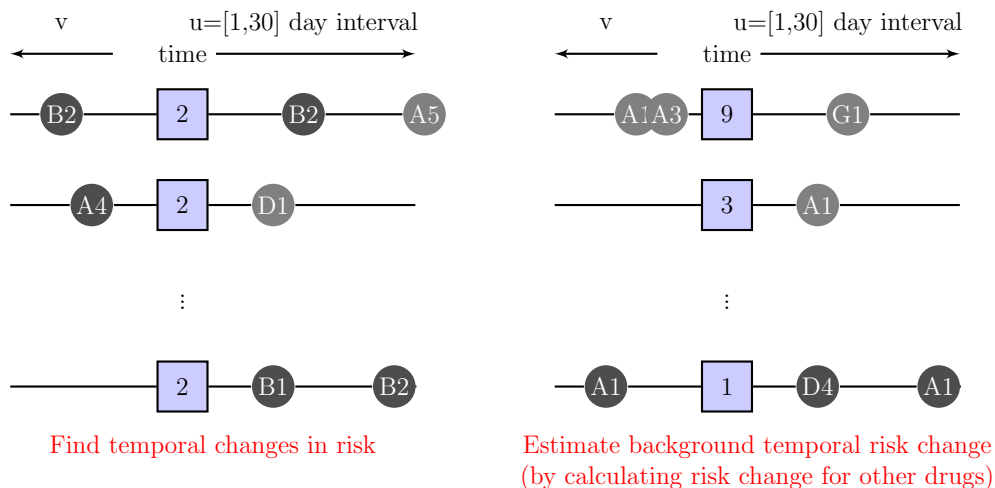 v u=[1,30] day interval
time
B2 2 B2 A5
A4 2 D1
⋮
2 B1 B2
Find temporal changes in risk
v u=[1,30] day interval
time
A1 A3 9 G1
3 A1
⋮
A1 1 D4 A1
Estimate background temporal risk change
(by calculating risk change for other drugs)